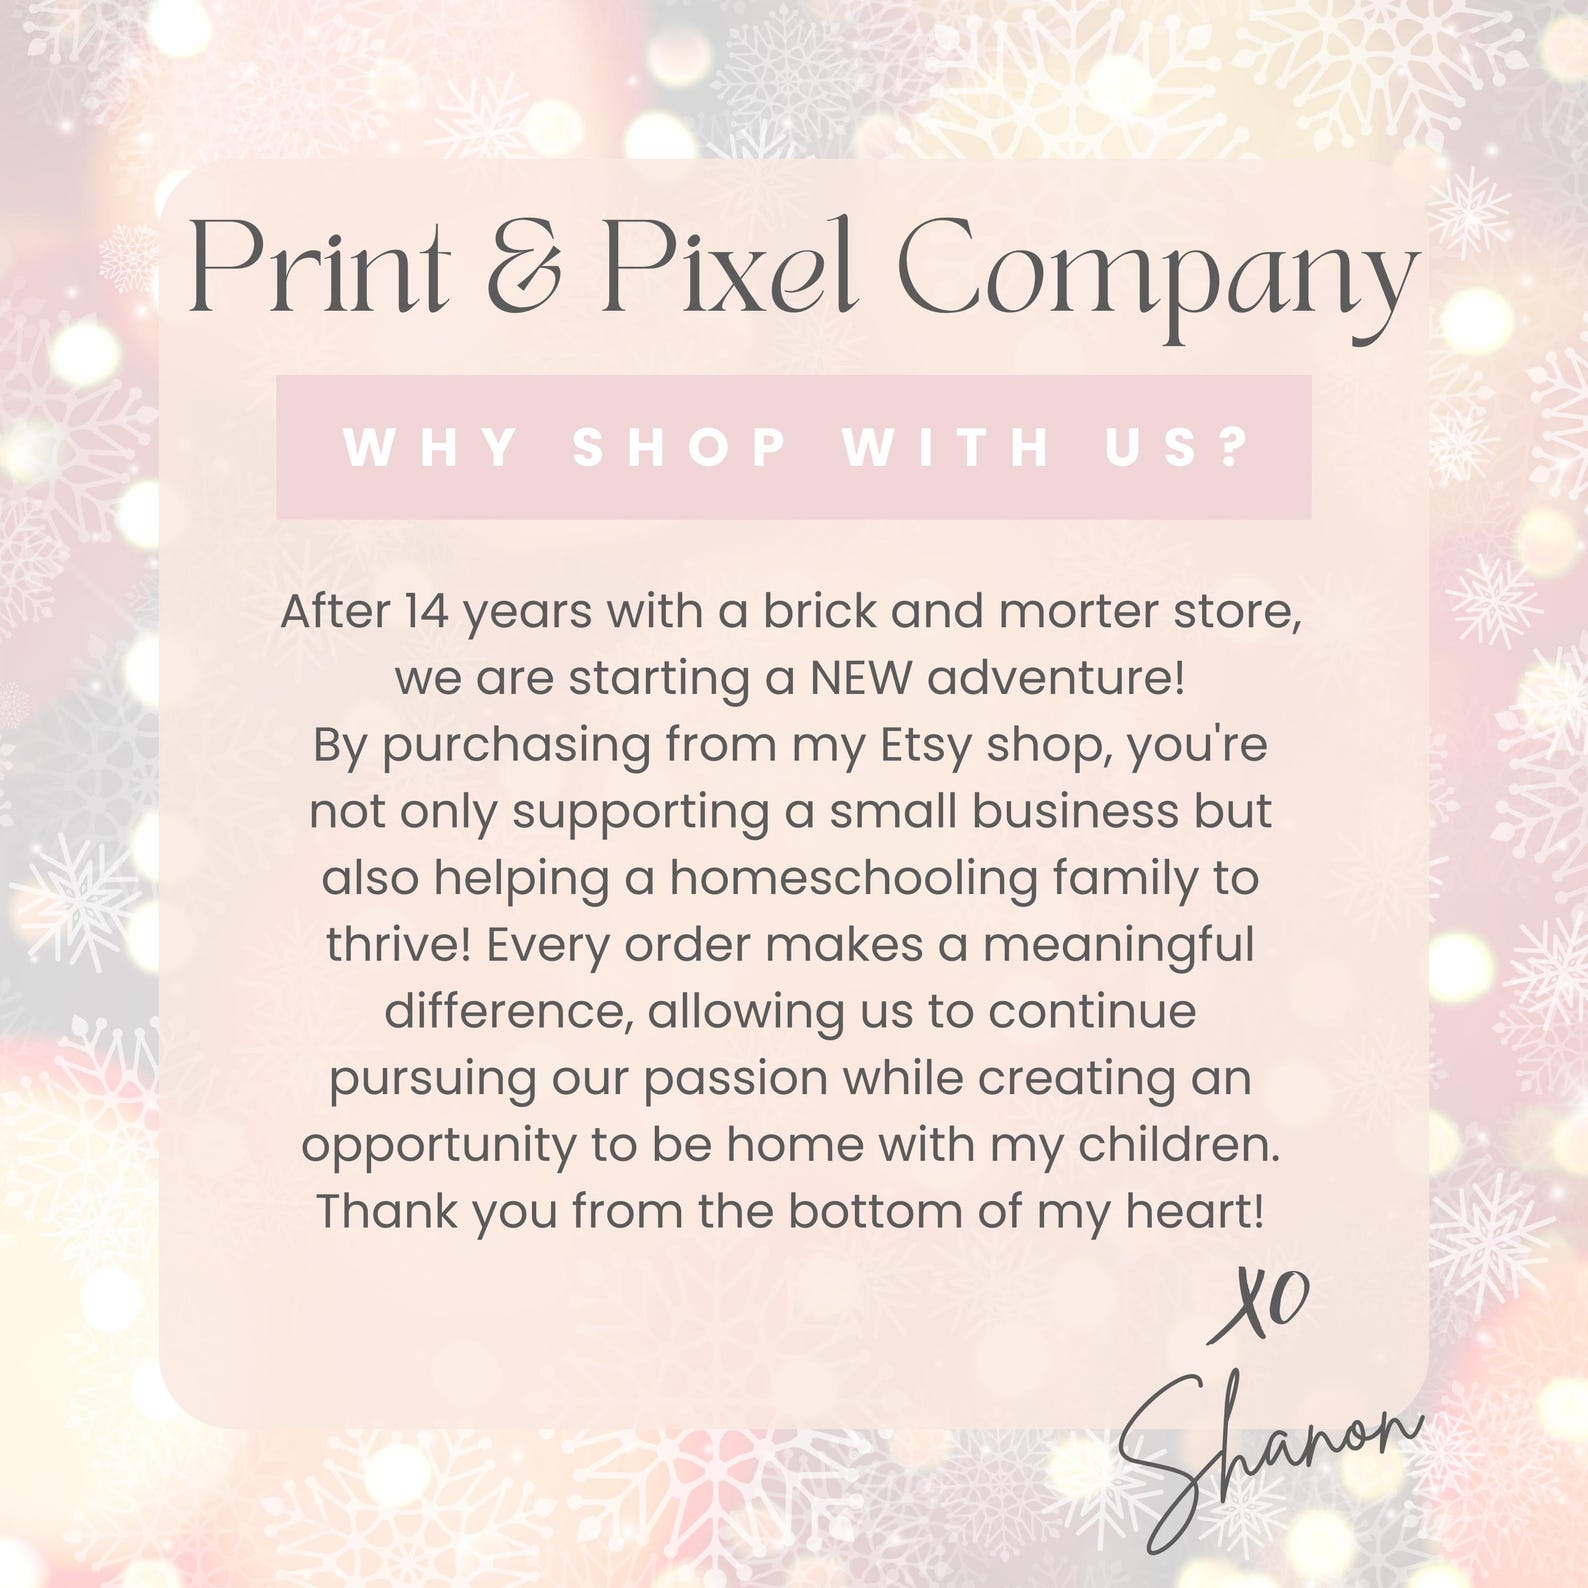 Print & Pixel Company
WHY SHOP WITH US?
After 14 years with a brick and morter store,
we are starting a NEW adventure!
By purchasing from my Etsy shop, you're
not only supporting a small business but
also helping a homeschooling family to
thrive! Every order makes a meaningful
difference, allowing us to continue
pursuing our passion while creating an
opportunity to be home with my children.
Thank you from the bottom of my heart!
XO
Shanon